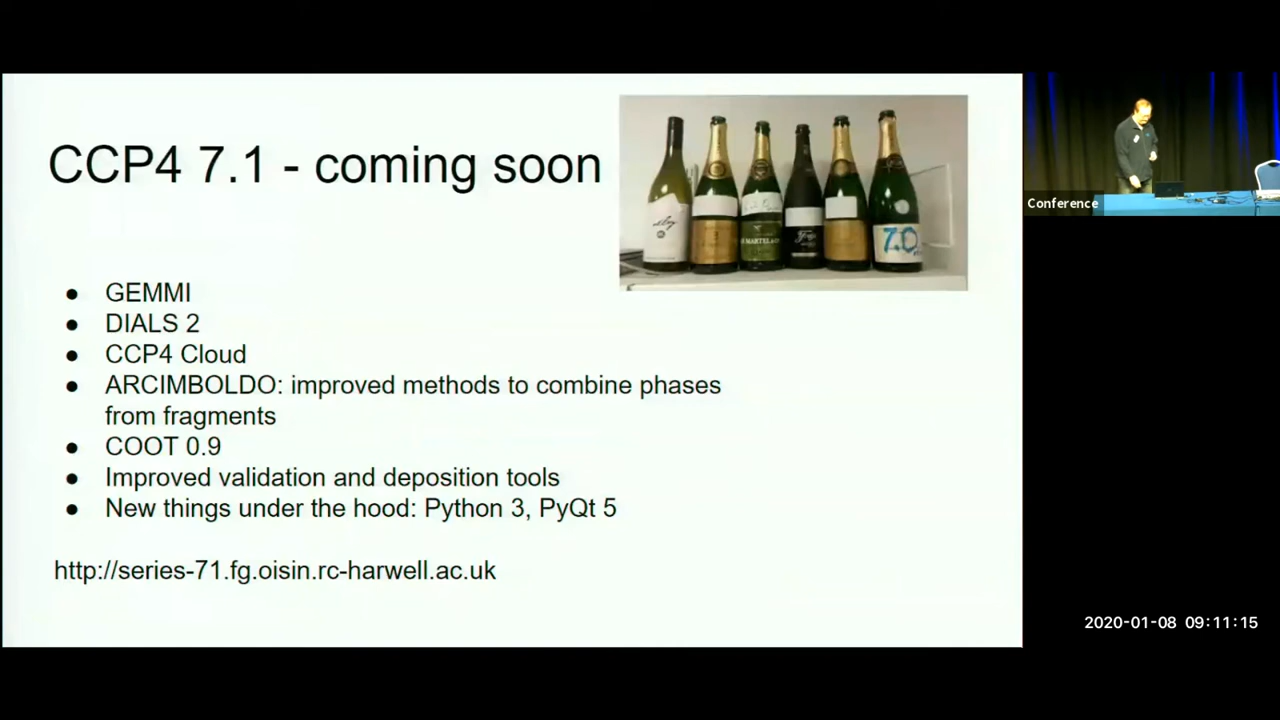 CCP4 7.1 - coming soon
7.0
● GEMMI
● DIALS 2
● CCP4 Cloud
● ARCIMBOLDO: improved methods to combine phases
from fragments
● COOT 0.9
● Improved validation and deposition tools
● New things under the hood: Python 3, PyQt 5
http://series-71.fg.oisin.rc-harwell.ac.uk
Conference
2020-01-08 09:11:15